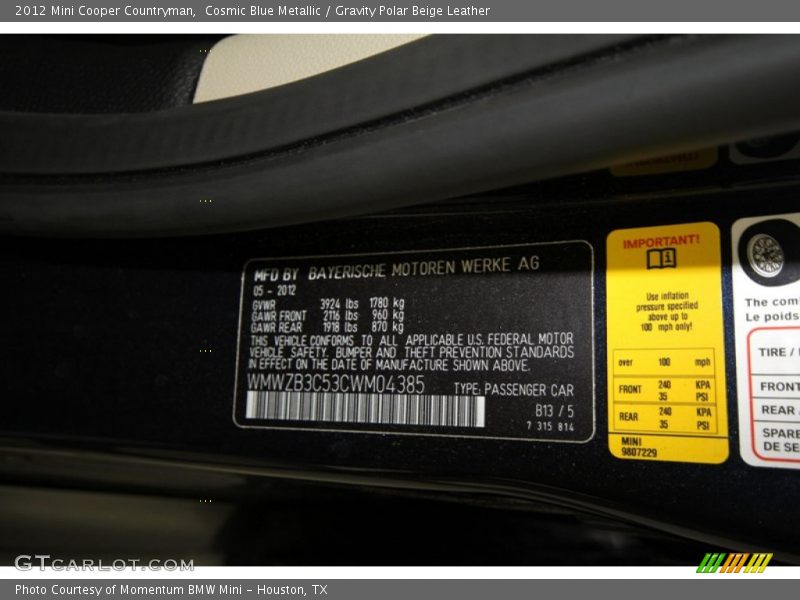 2012 Mini Cooper Countryman, Cosmic Blue Metallic / Gravity Polar Beige Leather
MFD BY BAYERISCHE MOTOREN WERKE AG
05 - 2012
GVWR 3924 lbs 1780 kg
GAWR FRONT 2116 lbs 960 kg
GAWR REAR 1918 lbs 870 kg
THIS VEHICLE CONFORMS TO ALL APPLICABLE U.S. FEDERAL MOTOR
VEHICLE SAFETY, BUMPER AND THEFT PREVENTION STANDARDS
IN EFFECT ON THE DATE OF MANUFACTURE SHOWN ABOVE.
WMWZB3C53CWM04385 TYPE: PASSENGER CAR
B13 / 5
7 315 814
IMPORTANT!
Use inflation
pressure specified
above up to
100 mph only!
over 100 mph
FRONT 240 KPA
35 PSI
REAR 240 KPA
35 PSI
MINI
9807229
The com
Le poids
TIRE /
FRONT
REAR
SPARE
DE SE
GTCARLOT.COM
Photo Courtesy of Momentum BMW Mini - Houston, TX